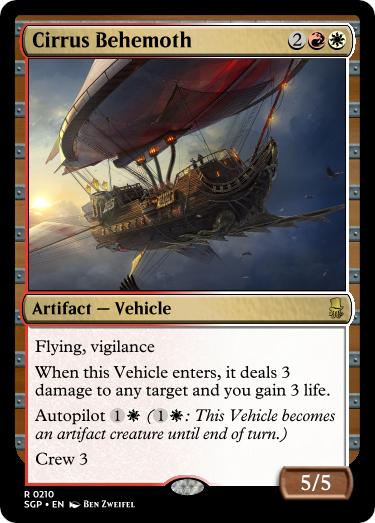 Cirrus Behemoth 2
Artifact — Vehicle
Flying, vigilance
When this Vehicle enters, it deals 3
damage to any target and you gain 3 life.
Autopilot 1 (1 : This Vehicle becomes
an artifact creature until end of turn.)
Crew 3
5/5
R 0210
SGP • EN Ben Zweifel